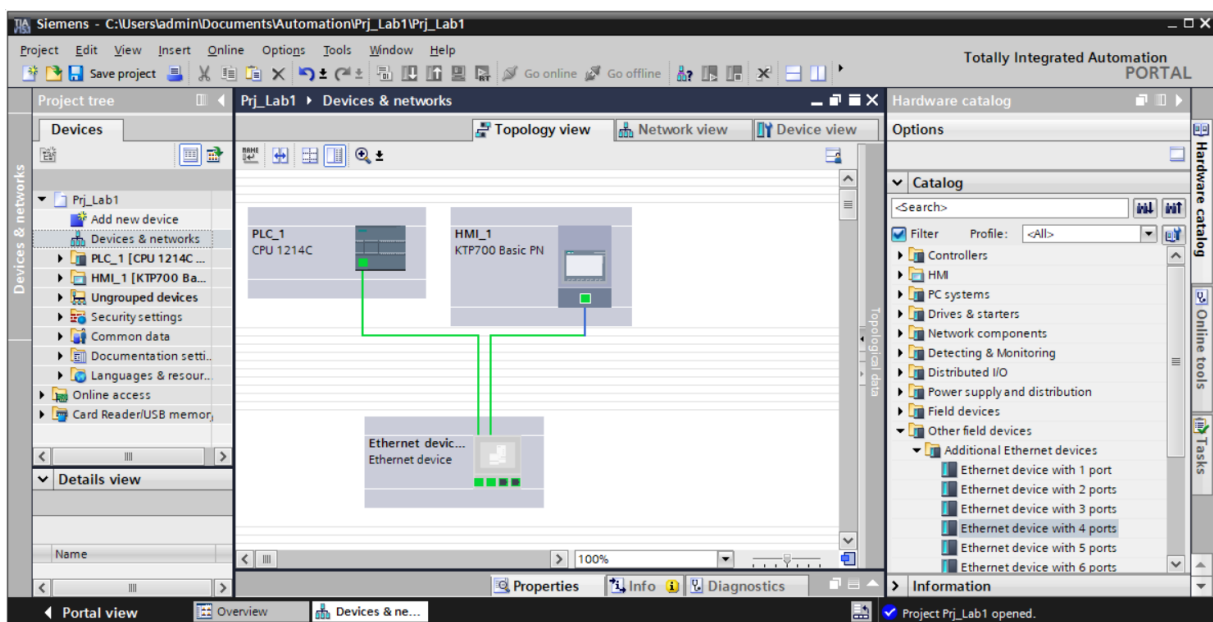 Siemens - C:\Users\admin\Documents\Automation\Prj_Lab1\Prj_Lab1
Project Edit View Insert Online Options Tools Window Help
Totally Integrated Automation
PORTAL
Save project
Go online
Go offline
Project tree
Devices
Devices & networks
Prj_Lab1
Add new device
Devices & networks
PLC_1 [CPU 1214C ...
HMI_1 [KTP700 Ba...
Ungrouped devices
Security settings
Common data
Documentation setti..
Languages & resour..
Online access
Card Reader/USB memor
Details view
Name
Prj_Lab1 ▸ Devices & networks
Topology view
Network view
Device view
PLC_1
CPU 1214C
HMI_1
KTP700 Basic PN
Ethernet devic...
Ethernet device
Topological data
100%
Properties
Info
Diagnostics
Hardware catalog
Options
Catalog
<Search>
Filter
Profile:
<All>
Controllers
HMI
PC systems
Drives & starters
Network components
Detecting & Monitoring
Distributed I/O
Power supply and distribution
Field devices
Other field devices
Additional Ethernet devices
Ethernet device with 1 port
Ethernet device with 2 ports
Ethernet device with 3 ports
Ethernet device with 4 ports
Ethernet device with 5 ports
Ethernet device with 6 ports
Information
Hardware catalog
Online tools
Tasks
Portal view
Overview
Devices & ne...
Project Prj_Lab1 opened.